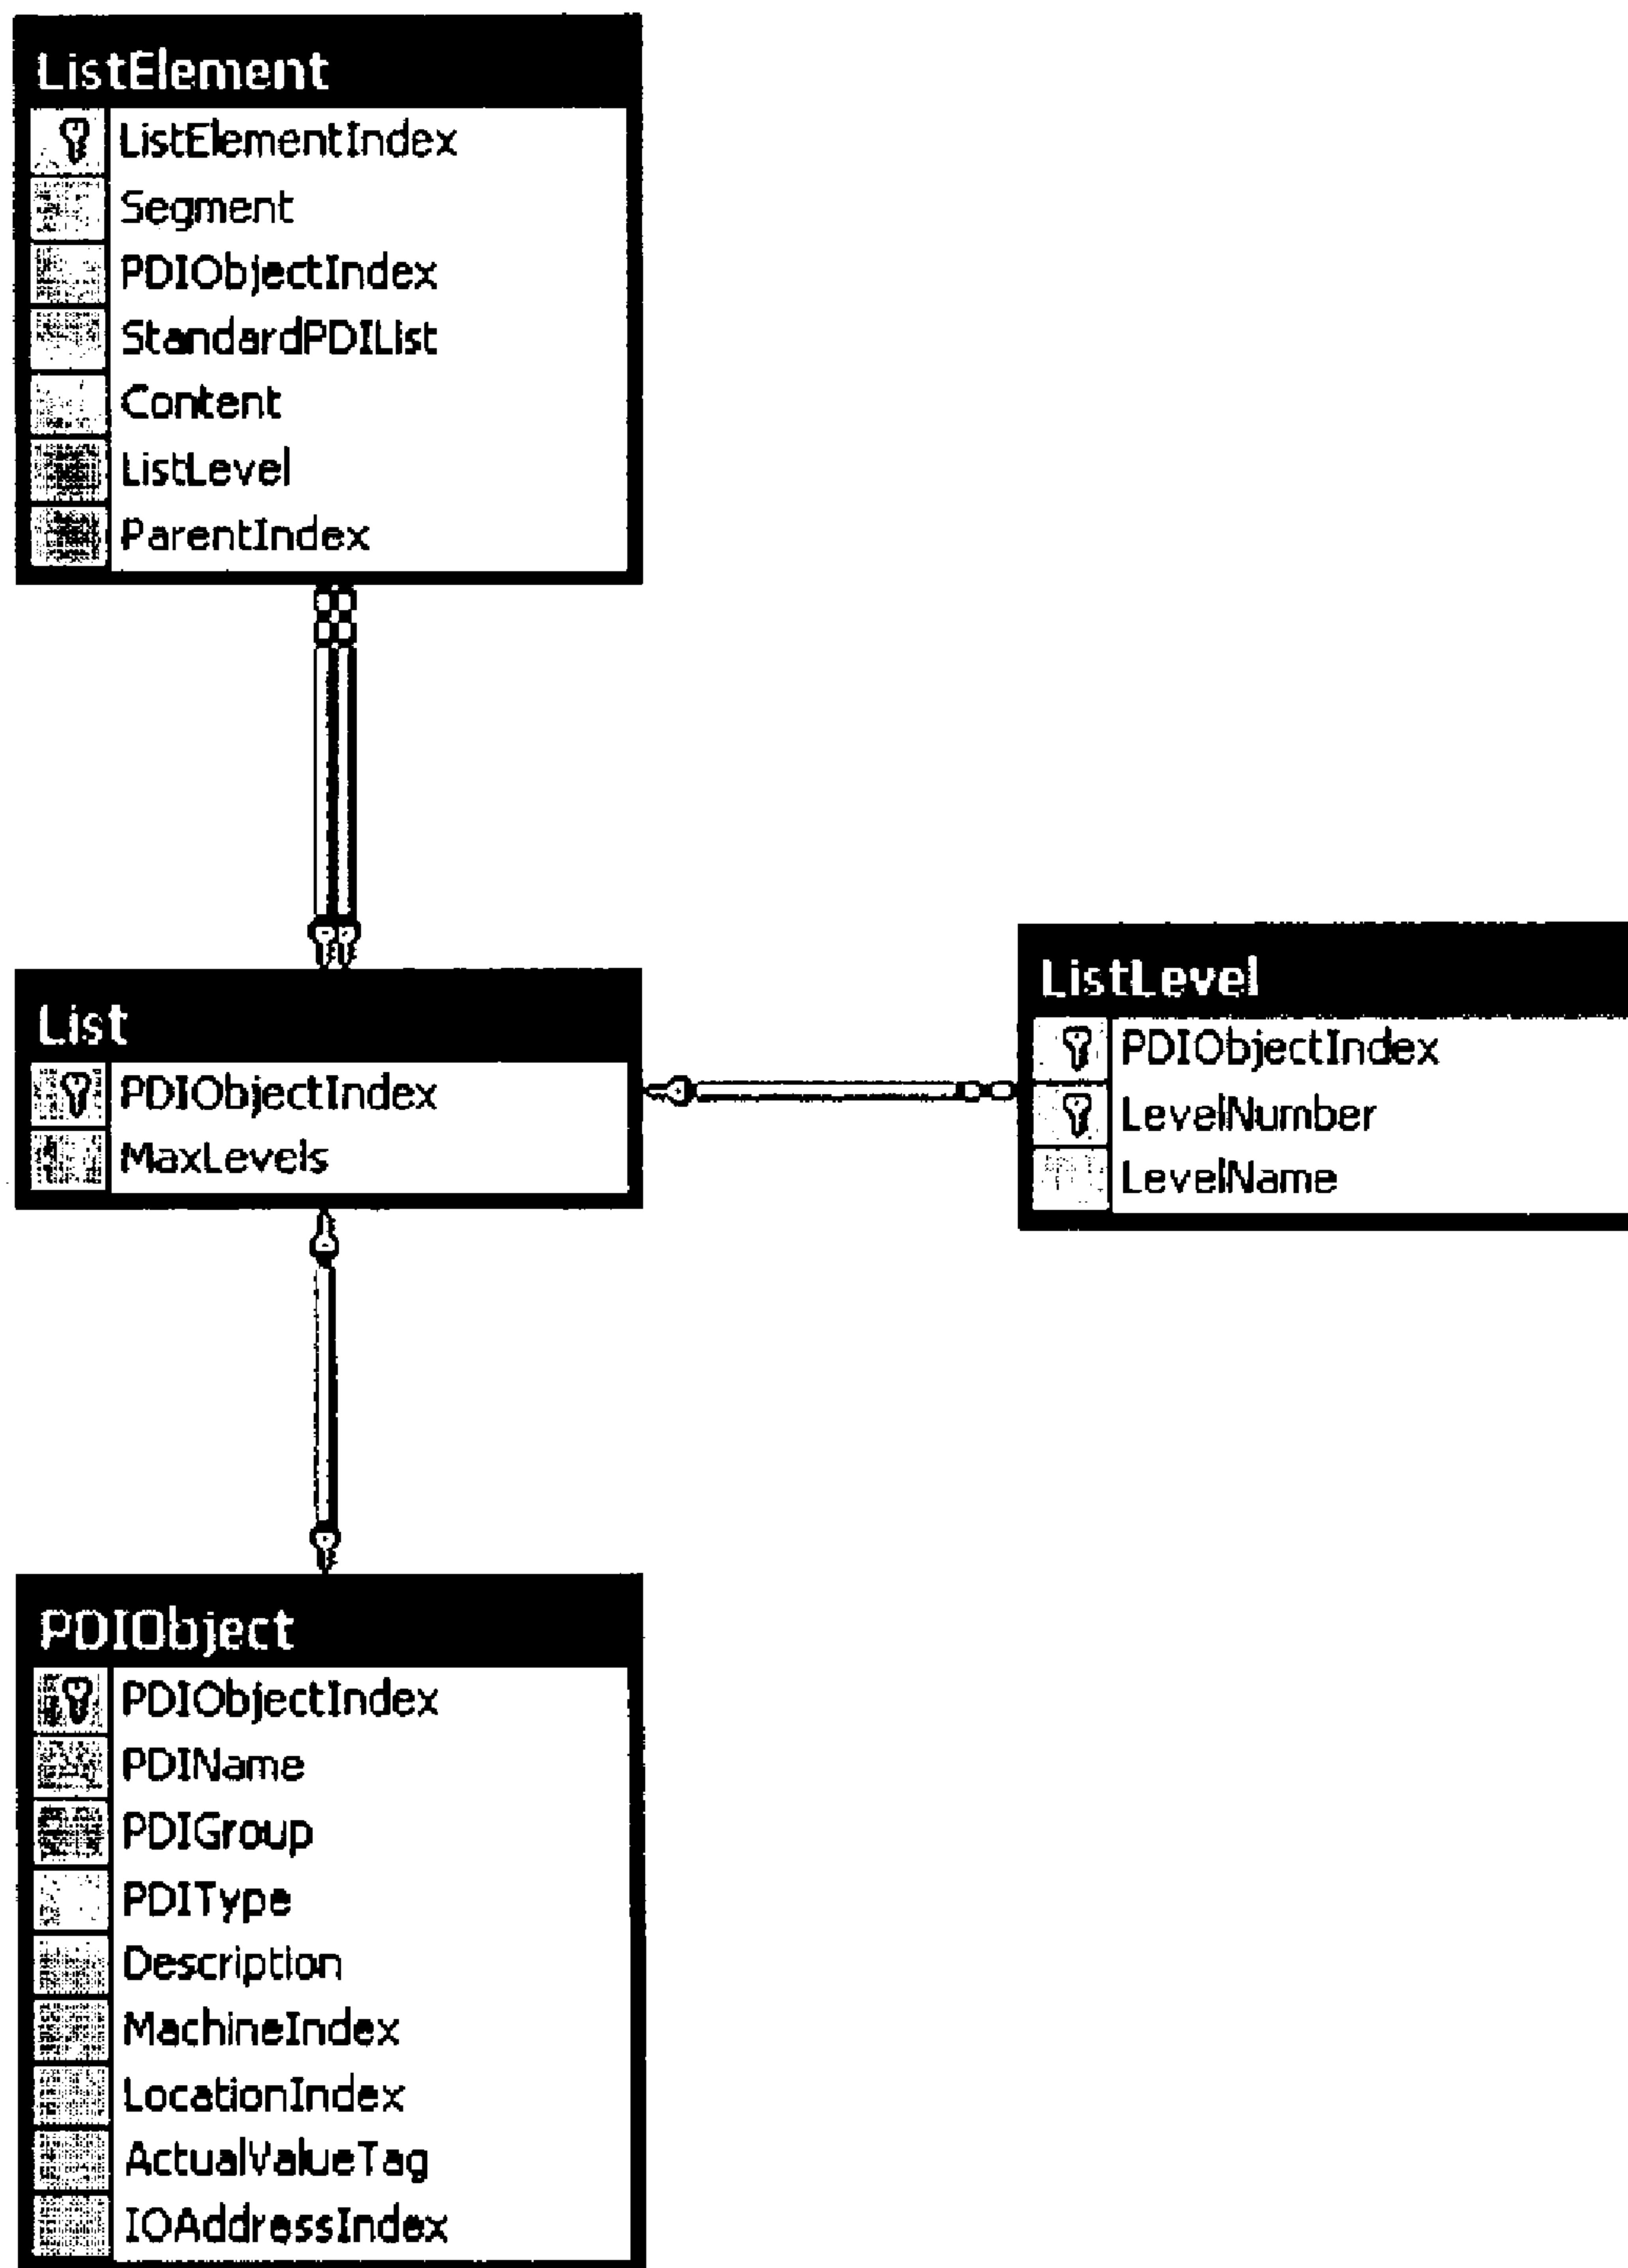 ListElement
ListElementIndex
Segment
PDIObjectIndex
StandardPDIList
Content
ListLevel
ParentIndex
List
PDIObjectIndex
MaxLevels
ListLevel
PDIObjectIndex
LevelNumber
LevelName
PDIObject
PDIObjectIndex
PDIName
PDIGroup
PDIType
Description
MachineIndex
LocationIndex
ActualValueTag
IOAddressIndex